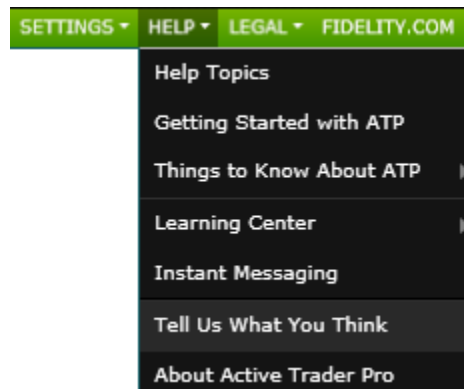 SETTINGS HELP LEGAL FIDELITY.COM
Help Topics
Getting Started with ATP
Things to Know About ATP
Learning Center
Instant Messaging
Tell Us What You Think
About Active Trader Pro